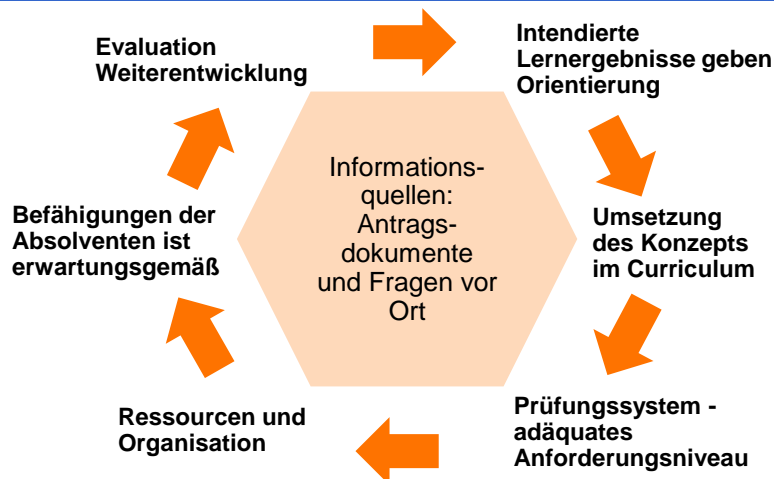 Evaluation
Weiterentwicklung
Intendierte
Lernergebnisse geben
Orientierung
Informations-
quellen:
Antrags-
dokumente
und Fragen vor
Ort
Befähigungen der
Absolventen ist
erwartungsgemäß
Umsetzung
des Konzepts
im Curriculum
Ressourcen und
Organisation
Prüfungssystem -
adäquates
Anforderungsniveau